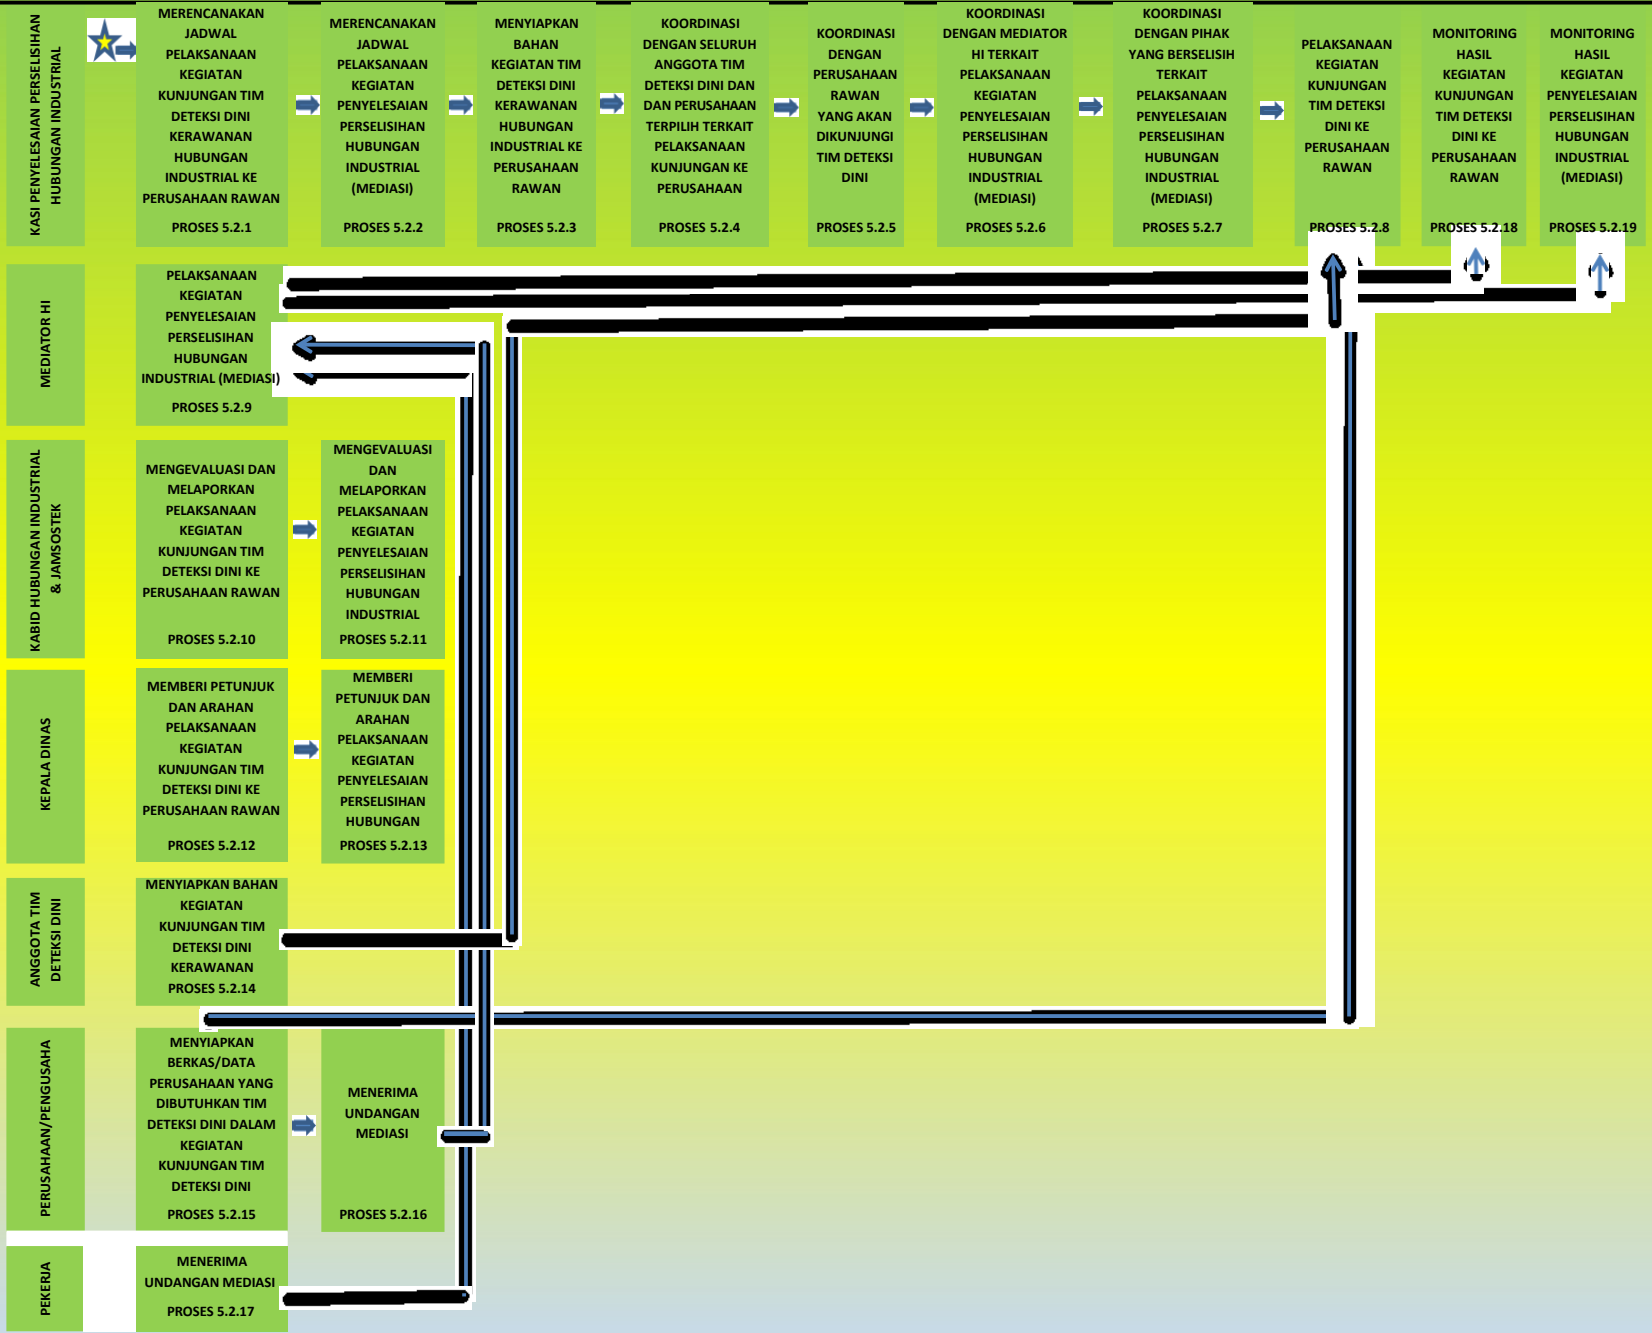 KASI PENYELESAIAN PERSELISIHAN
HUBUNGAN INDUSTRIAL
MERENCANAKAN
JADWAL
PELAKSANAAN
KEGIATAN
KUNJUNGAN TIM
DETEKSI DINI
KERAWANAN
HUBUNGAN
INDUSTRIAL KE
PERUSAHAAN RAWAN
PROSES 5.2.1
MERENCANAKAN
JADWAL
PELAKSANAAN
KEGIATAN
PENYELESAIAN
PERSELISIHAN
HUBUNGAN
INDUSTRIAL
(MEDIASI)
PROSES 5.2.2
MENYIAPKAN
BAHAN
KEGIATAN TIM
DETEKSI DINI
KERAWANAN
HUBUNGAN
INDUSTRIAL KE
PERUSAHAAN
RAWAN
PROSES 5.2.3
KOORDINASI
DENGAN SELURUH
ANGGOTA TIM
DETEKSI DINI DAN
DAN PERUSAHAAN
TERPILIH TERKAIT
PELAKSANAAN
KUNJUNGAN KE
PERUSAHAAN
PROSES 5.2.4
KOORDINASI
DENGAN
PERUSAHAAN
RAWAN
YANG AKAN
DIKUNJUNGI
TIM DETEKSI
DINI
PROSES 5.2.5
KOORDINASI
DENGAN MEDIATOR
HI TERKAIT
PELAKSANAAN
KEGIATAN
PENYELESAIAN
PERSELISIHAN
HUBUNGAN
INDUSTRIAL
(MEDIASI)
PROSES 5.2.6
KOORDINASI
DENGAN PIHAK
YANG BERSELISIH
TERKAIT
PELAKSANAAN
PENYELESAIAN
PERSELISIHAN
HUBUNGAN
INDUSTRIAL
(MEDIASI)
PROSES 5.2.7
PELAKSANAAN
KEGIATAN
KUNJUNGAN
TIM DETEKSI
DINI KE
PERUSAHAAN
RAWAN
PROSES 5.2.8
MONITORING
HASIL
KEGIATAN
KUNJUNGAN
TIM DETEKSI
DINI KE
PERUSAHAAN
RAWAN
PROSES 5.2.18
MONITORING
HASIL
KEGIATAN
PENYELESAIAN
PERSELISIHAN
HUBUNGAN
INDUSTRIAL
(MEDIASI)
PROSES 5.2.19
MEDIATOR HI
PELAKSANAAN
KEGIATAN
PENYELESAIAN
PERSELISIHAN
HUBUNGAN
INDUSTRIAL (MEDIASI)
PROSES 5.2.9
KABID HUBUNGAN INDUSTRIAL
& JAMSOSTEK
MENGEVALUASI DAN
MELAPORKAN
PELAKSANAAN
KEGIATAN
KUNJUNGAN TIM
DETEKSI DINI KE
PERUSAHAAN RAWAN
PROSES 5.2.10
MENGEVALUASI
DAN
MELAPORKAN
PELAKSANAAN
KEGIATAN
PENYELESAIAN
PERSELISIHAN
HUBUNGAN
INDUSTRIAL
PROSES 5.2.11
KEPALA DINAS
MEMBERI PETUNJUK
DAN ARAHAN
PELAKSANAAN
KEGIATAN
KUNJUNGAN TIM
DETEKSI DINI KE
PERUSAHAAN RAWAN
PROSES 5.2.12
MEMBERI
PETUNJUK DAN
ARAHAN
PELAKSANAAN
KEGIATAN
PENYELESAIAN
PERSELISIHAN
HUBUNGAN
PROSES 5.2.13
ANGGOTA TIM
DETEKSI DINI
MENYIAPKAN BAHAN
KEGIATAN
KUNJUNGAN TIM
DETEKSI DINI
KERAWANAN
PROSES 5.2.14
PERUSAHAAN/PENGUSAHA
MENYIAPKAN
BERKAS/DATA
PERUSAHAAN YANG
DIBUTUHKAN TIM
DETEKSI DINI DALAM
KEGIATAN
KUNJUNGAN TIM
DETEKSI DINI
PROSES 5.2.15
MENERIMA
UNDANGAN
MEDIASI
PROSES 5.2.16
PEKERJA
MENERIMA
UNDANGAN MEDIASI
PROSES 5.2.17